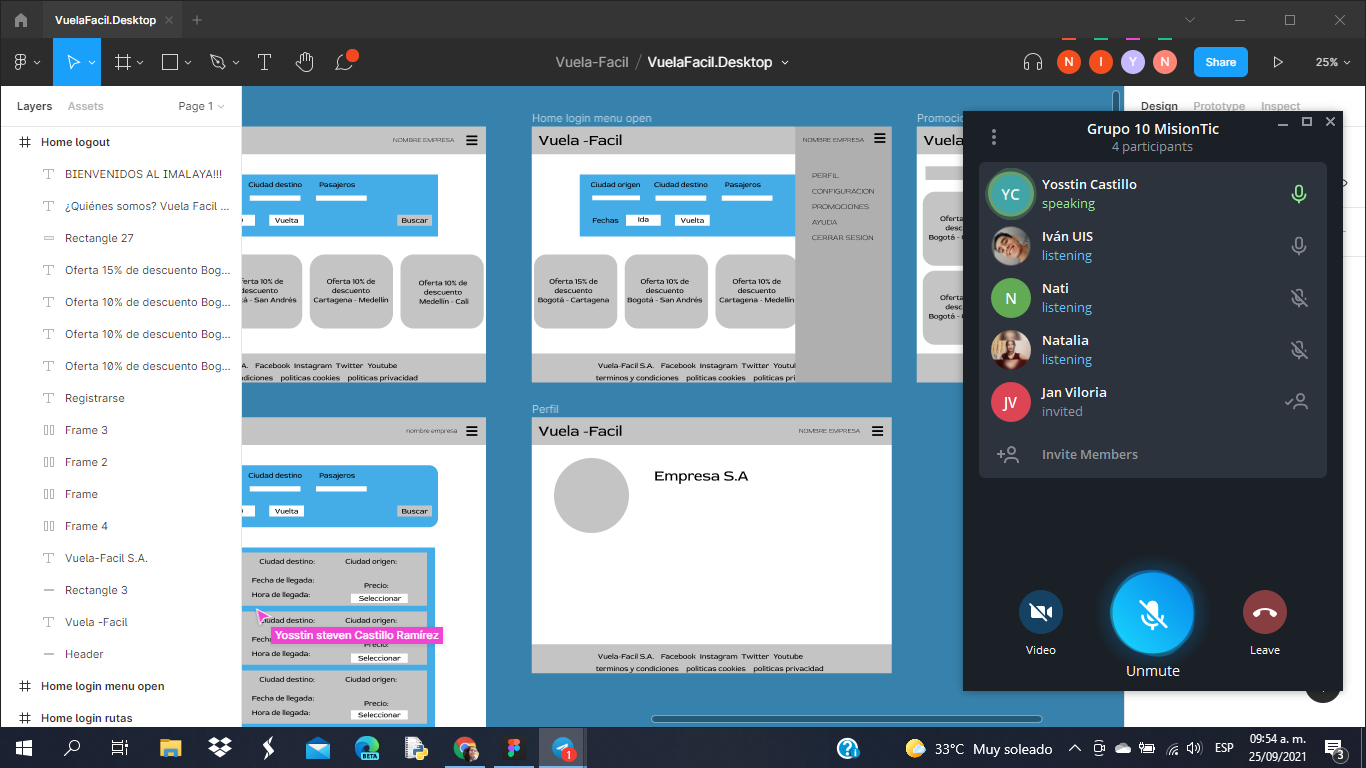 VuelaFacil.Desktop
Vuela-Facil / VuelaFacil.Desktop
N
I
Y
N
Share
25%
Layers
Assets
Page 1
Home logout
BIENVENIDOS AL IMALAYA!!!
¿Quiénes somos? Vuela Facil ...
Rectangle 27
Oferta 15% de descuento Bog...
Oferta 10% de descuento Bog...
Oferta 10% de descuento Bog...
Oferta 10% de descuento Bog...
Registrarse
Frame 3
Frame 2
Frame
Frame 4
Vuela-Facil S.A.
Rectangle 3
Vuela -Facil
Header
Home login menu open
Home login rutas
NOMBRE EMPRESA
Ciudad destino
Pasajeros
Vuelta
Buscar
Oferta 10% de
descuento
Bogotá - San Andrés
Oferta 10% de
descuento
Cartagena - Medellín
Oferta 10% de
descuento
Medellin - Cali
Facebook Instagram Twitter Youtube
politicas cookies politicas privacidad
nombre empresa
Ciudad destino
Pasajeros
Vuelta
Buscar
Ciudad destino:
Ciudad origen:
Fecha de llegada:
Precio:
Hora de llegada:
Seleccionar
Ciudad destino:
Ciudad origen:
Yosstin steven Castillo Ramírez
Hora de llegada:
Seleccionar
Ciudad destino:
Ciudad origen:
Fecha de llegada:
Precio:
Hora de llegada:
Seleccionar
Home login menu open
Vuela -Facil
NOMBRE EMPRESA
Ciudad origen
Ciudad destino
Pasajeros
Fechas
Ida
Vuelta
PERFIL
CONFIGURACION
PROMOCIONES
AYUDA
CERRAR SESION
Oferta 15% de
descuento
Bogotá - Cartagena
Oferta 10% de
descuento
Bogotá - San Andrés
Oferta 10% de
descuento
Cartagena - Medellin
Vuela-Facil S.A. Facebook Instagram Twitter Youtube
terminos y condiciones politicas cookies politicas pri
Perfil
Vuela -Facil
NOMBRE EMPRESA
Empresa S.A
Vuela-Facil S.A. Facebook Instagram Twitter Youtube
terminos y condiciones politicas cookies politicas privacidad
Promocio
Vuela
Design
Prototype
Inspect
Grupo 10 MisionTic
4 participants
YC
Yosstin Castillo
speaking
Iván UIS
listening
N
Nati
listening
Natalia
listening
JV
Jan Viloria
invited
Invite Members
Video
Unmute
Leave
BETA
1
33°C Muy soleado
ESP
09:54 a. m.
25/09/2021
3